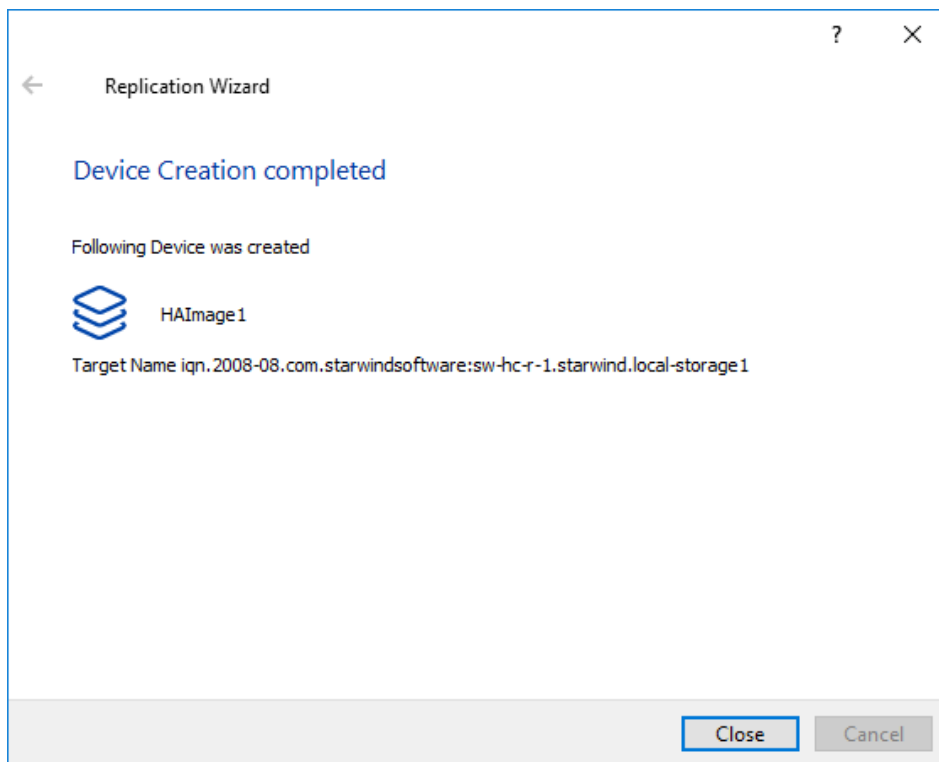 ?
Replication Wizard
Device Creation completed
Following Device was created
HAImage1
Target Name iqn.2008-08.com.starwindsoftware:sw-hc-r-1.starwind.local-storage1
Close Cancel